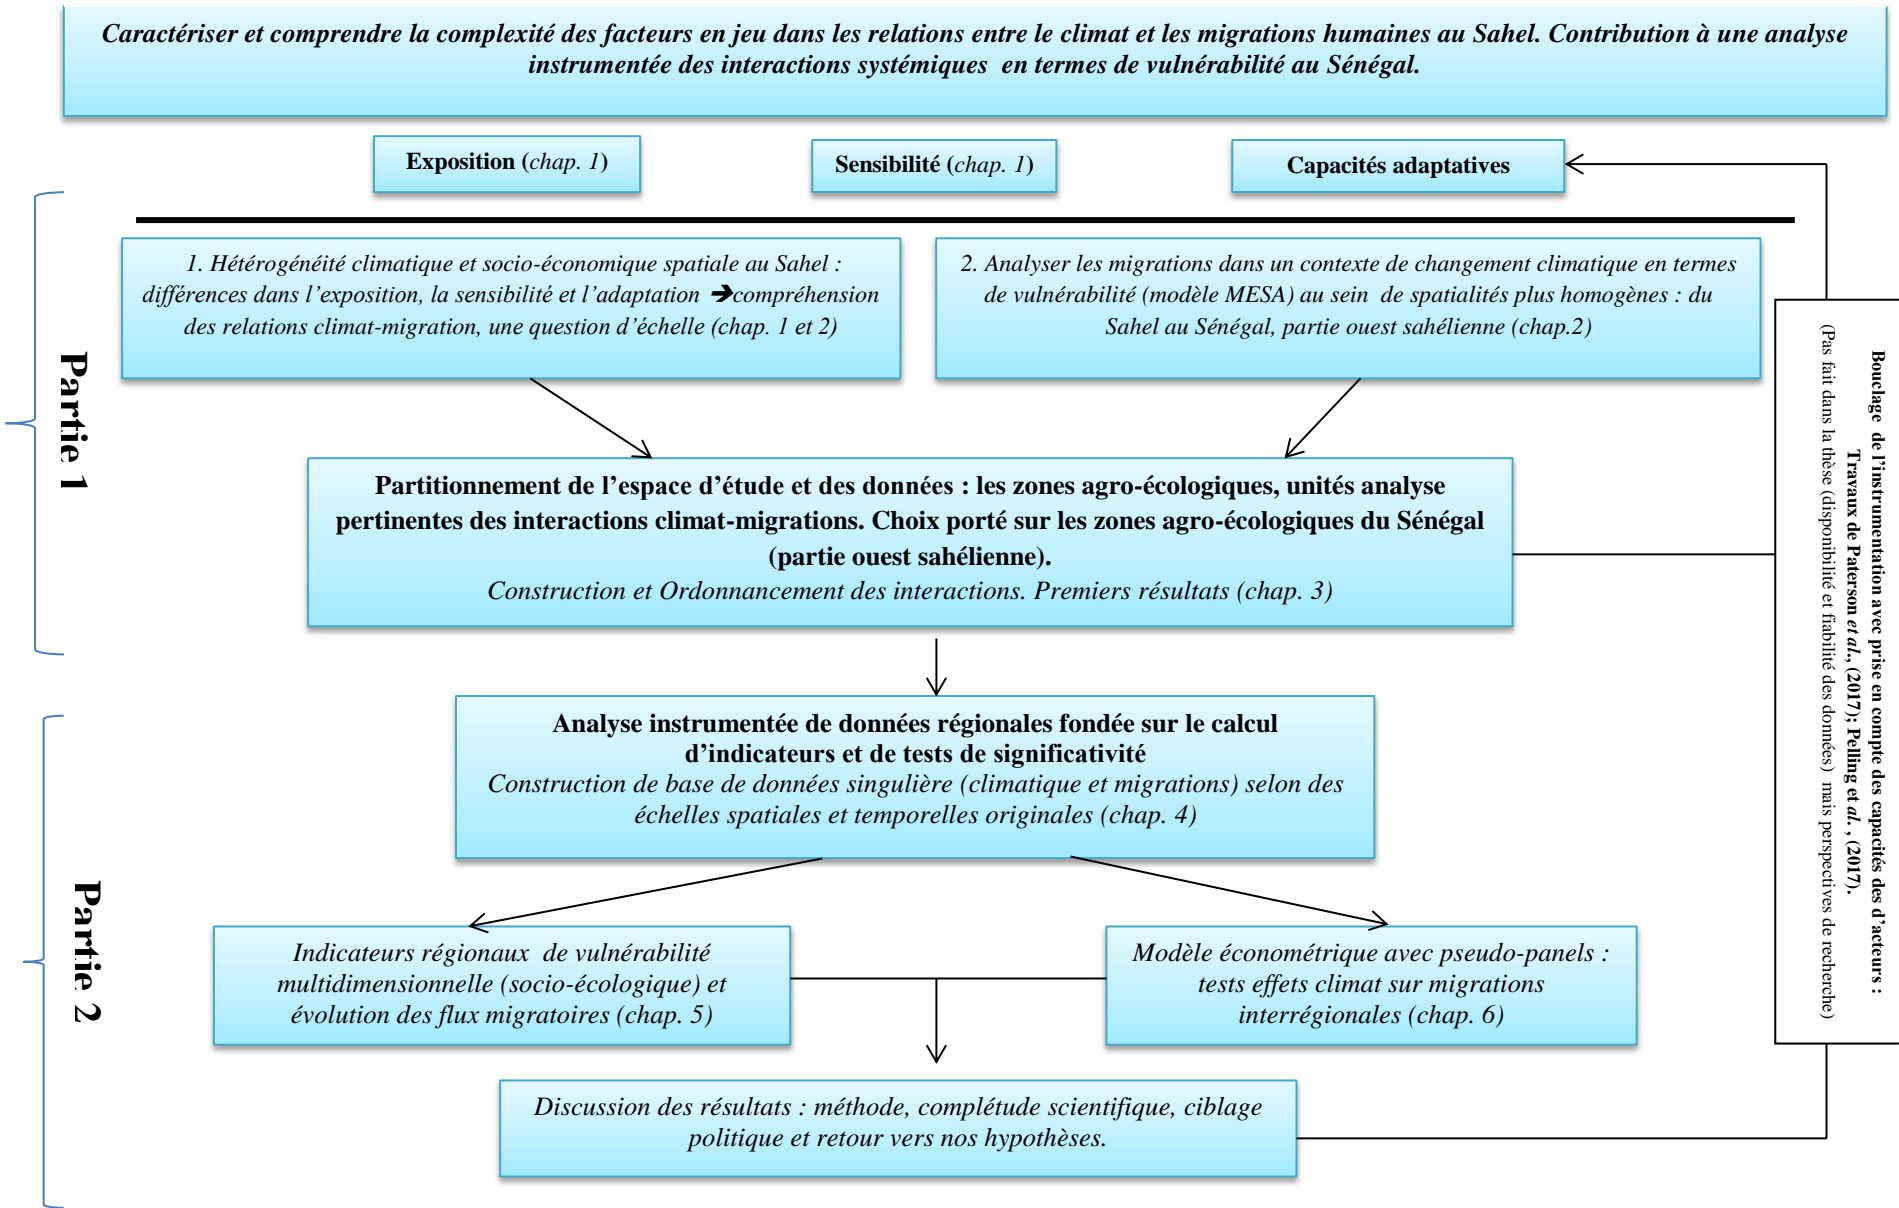 Caractériser et comprendre la complexité des facteurs en jeu dans les relations entre le climat et les migrations humaines au Sahel. Contribution à une analyse
instrumentée des interactions systémiques en termes de vulnérabilité au Sénégal.
Exposition (chap. 1)
Sensibilité (chap. 1)
Capacités adaptatives
Partie 1
1. Hétérogénéité climatique et socio-économique spatiale au Sahel :
différences dans l’exposition, la sensibilité et l’adaptation ➔compréhension
des relations climat-migration, une question d’échelle (chap. 1 et 2)
2. Analyser les migrations dans un contexte de changement climatique en termes
de vulnérabilité (modèle MESA) au sein de spatialités plus homogènes : du
Sahel au Sénégal, partie ouest sahélienne (chap.2)
Partitionnement de l’espace d’étude et des données : les zones agro-écologiques, unités analyse
pertinentes des interactions climat-migrations. Choix porté sur les zones agro-écologiques du Sénégal
(partie ouest sahélienne).
Construction et Ordonnancement des interactions. Premiers résultats (chap. 3)
Bouclage de l’instrumentation avec prise en compte des capacités des d’acteurs :
Travaux de Paterson et al., (2017); Pelling et al. , (2017).
(Pas fait dans la thèse (disponibilité et fiabilité des données) mais perspectives de recherche)
Partie 2
Analyse instrumentée de données régionales fondée sur le calcul
d’indicateurs et de tests de significativité
Construction de base de données singulière (climatique et migrations) selon des
échelles spatiales et temporelles originales (chap. 4)
Indicateurs régionaux de vulnérabilité
multidimensionnelle (socio-écologique) et
évolution des flux migratoires (chap. 5)
Modèle économétrique avec pseudo-panels :
tests effets climat sur migrations
interrégionales (chap. 6)
Discussion des résultats : méthode, complétude scientifique, ciblage
politique et retour vers nos hypothèses.